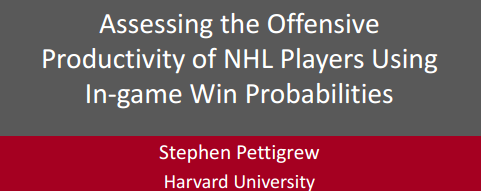 Assessing the Offensive
Productivity of NHL Players Using
In-game Win Probabilities
Stephen Pettigrew
Harvard University